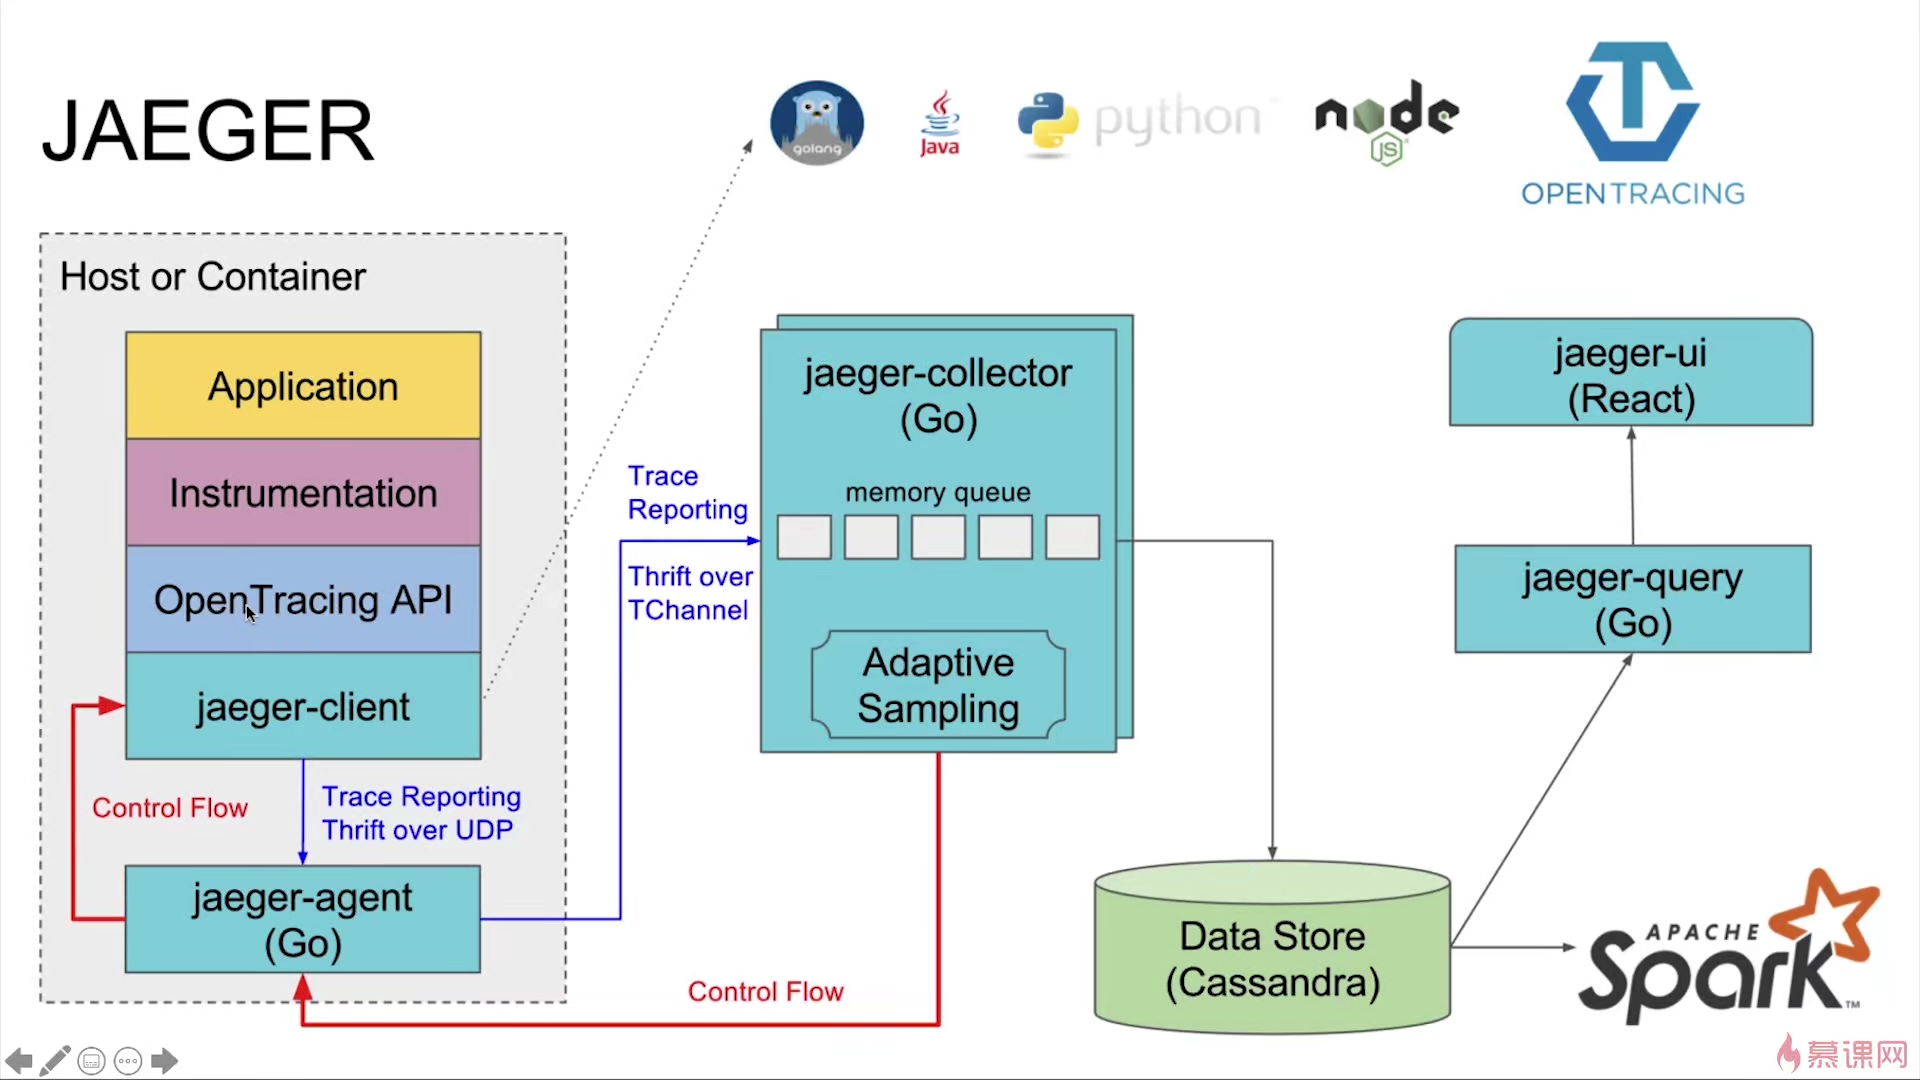 JAEGER
golang
Java
python
node
JS
OPENTRACING
Host or Container
Application
Instrumentation
OpenTracing API
jaeger-client
Control Flow
Trace Reporting
Thrift over UDP
jaeger-agent
(Go)
Trace
Reporting
Thrift over
TChannel
jaeger-collector
(Go)
memory queue
Adaptive
Sampling
Control Flow
Data Store
(Cassandra)
jaeger-ui
(React)
jaeger-query
(Go)
APACHE
Spark
TM
慕课网